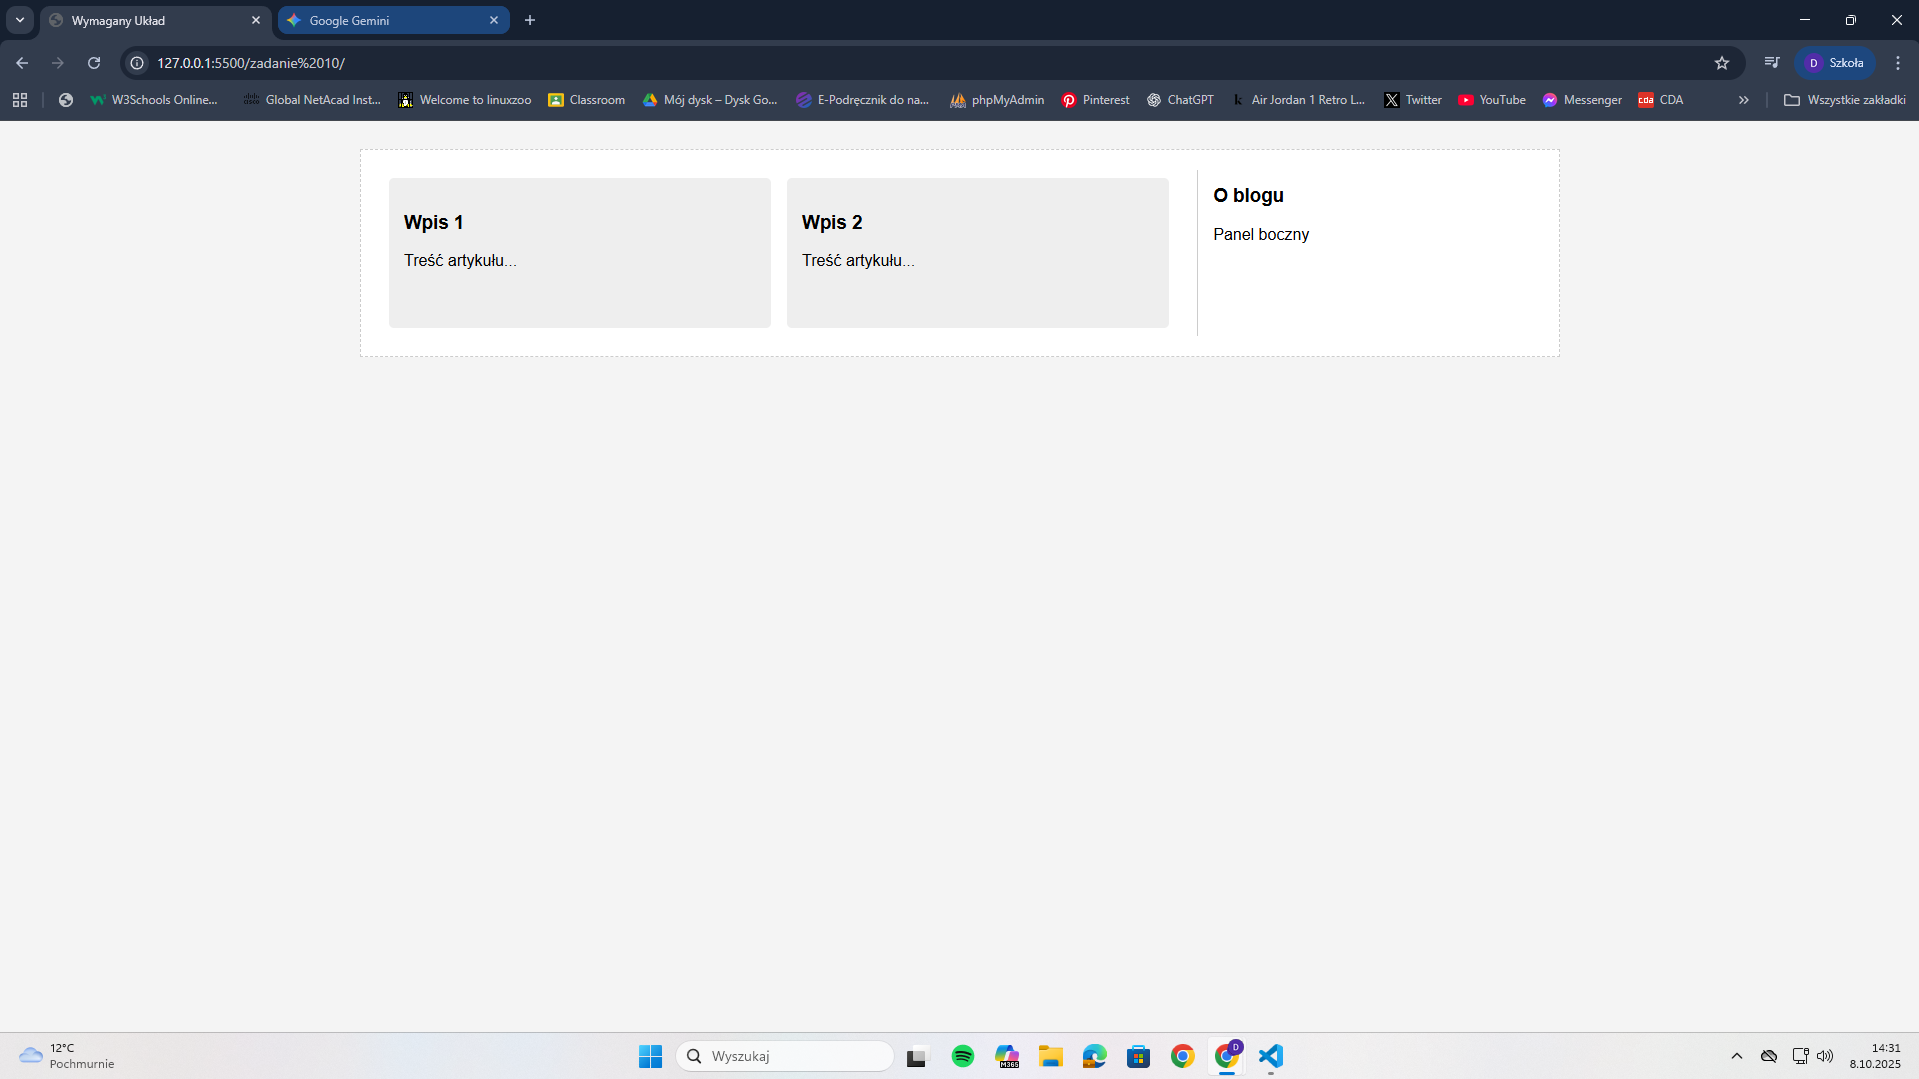 Wymagany Układ
Google Gemini
127.0.0.1:5500/zadanie%2010/
D Szkoła
W3Schools Online...
Global NetAcad Inst...
Welcome to linuxzoo
Classroom
Mój dysk – Dysk Go...
E-Podręcznik do na...
phpMyAdmin
Pinterest
ChatGPT
k Air Jordan 1 Retro L...
Twitter
YouTube
Messenger
cda CDA
Wszystkie zakładki
Wpis 1
Treść artykułu...
Wpis 2
Treść artykułu...
O blogu
Panel boczny
12°C
Pochmurnie
Wyszukaj
M365
D
14:31
8.10.2025